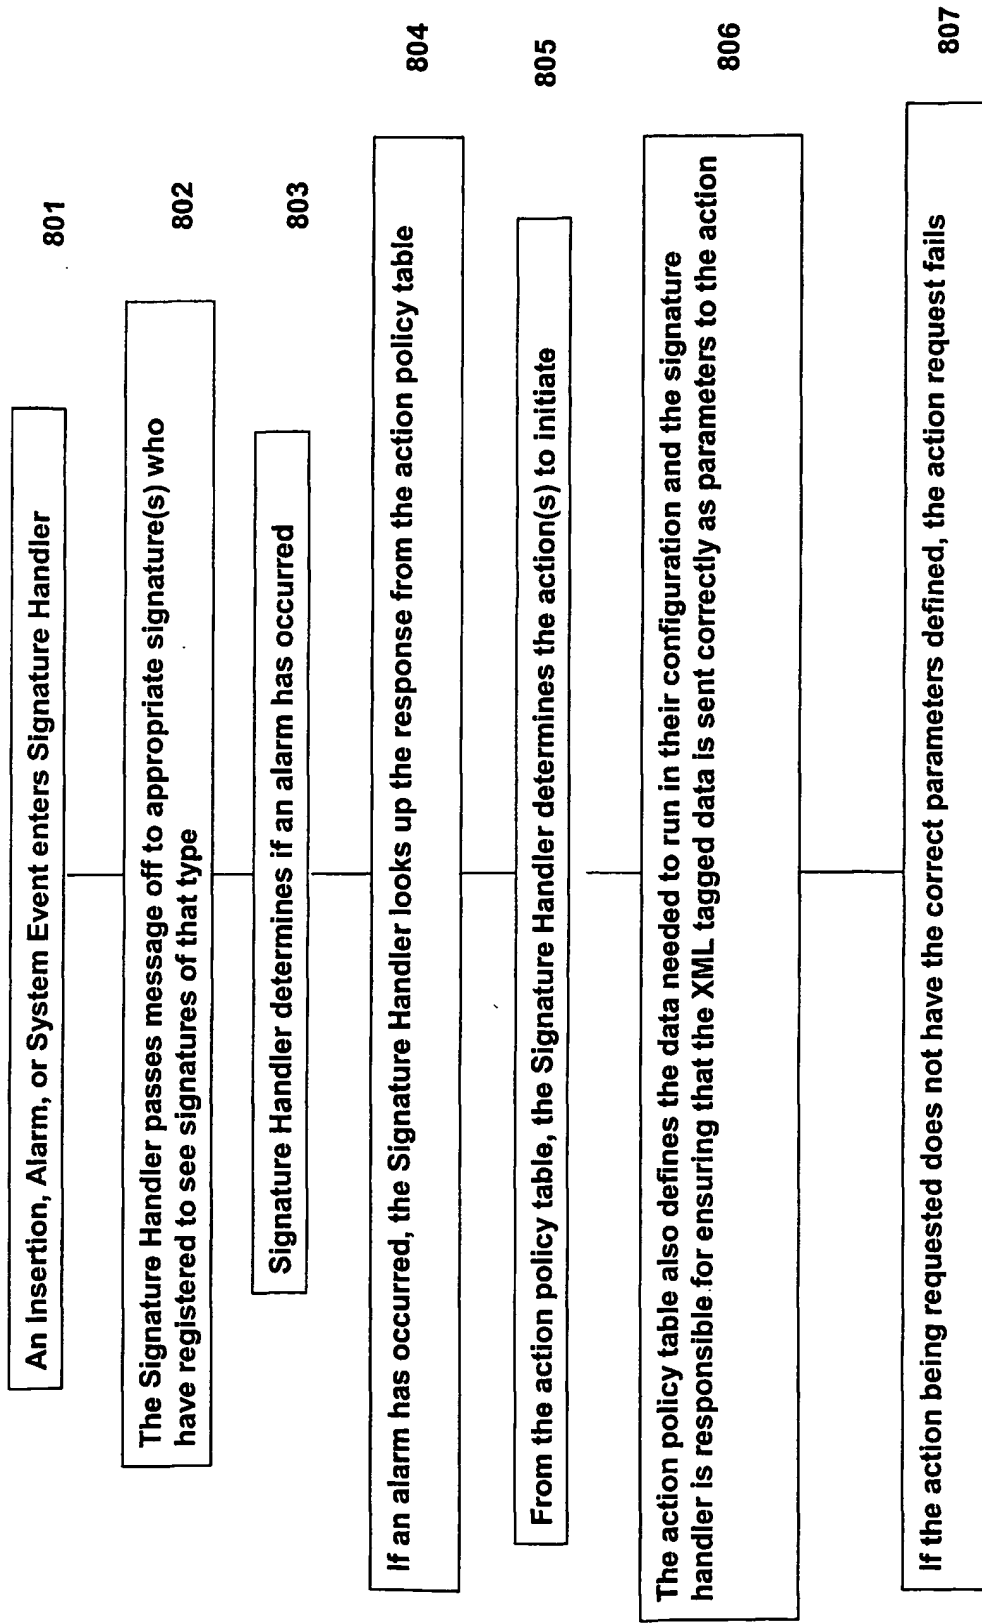 801
An Insertion, Alarm, or System Event enters Signature Handler
802
The Signature Handler passes message off to appropriate signature(s) who
have registered to see signatures of that type
803
Signature Handler determines if an alarm has occurred
804
If an alarm has occurred, the Signature Handler looks up the response from the action policy table
805
From the action policy table, the Signature Handler determines the action(s) to initiate
806
The action policy table also defines the data needed to run in their configuration and the signature
handler is responsible for ensuring that the XML tagged data is sent correctly as parameters to the action
807
If the action being requested does not have the correct parameters defined, the action request fails